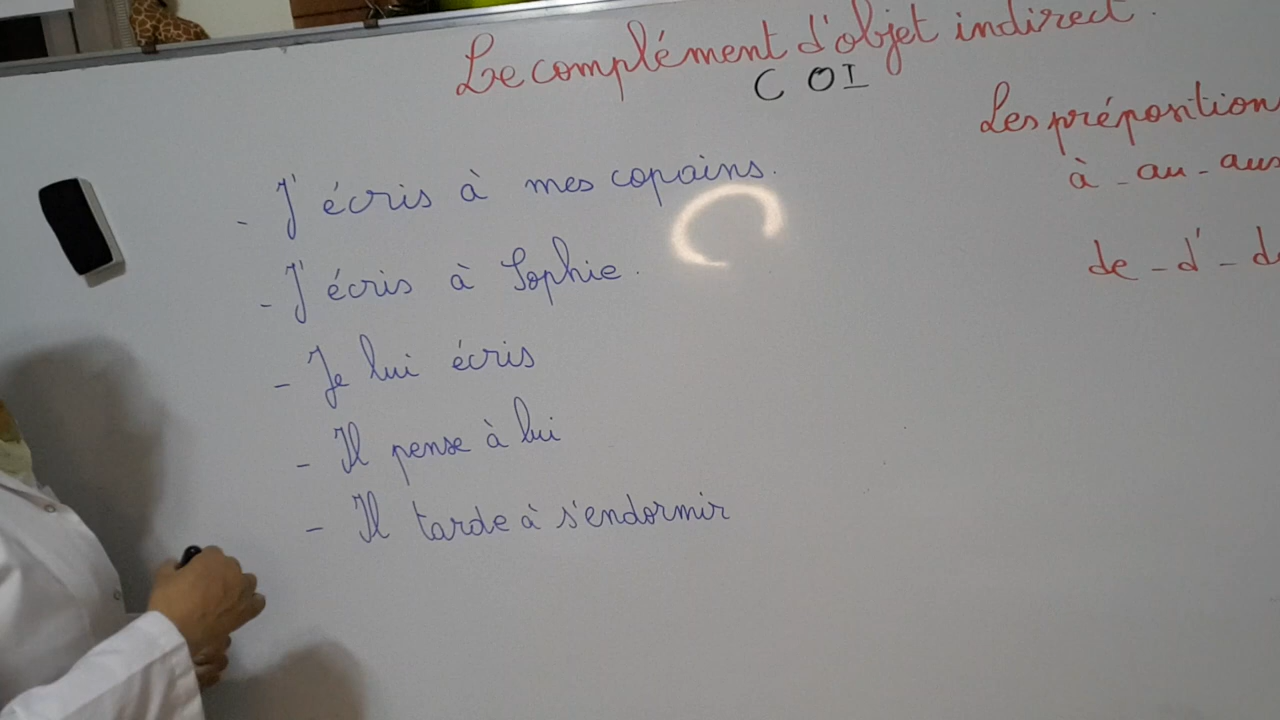 Le complément d'objet indirect.
C OI
Les préposition
à - au - aux
de - d' - d
- J'écris à mes copains.
- J'écris à Sophie.
- Je lui écris
- Il pense à lui
- Il tarde à s'endormir